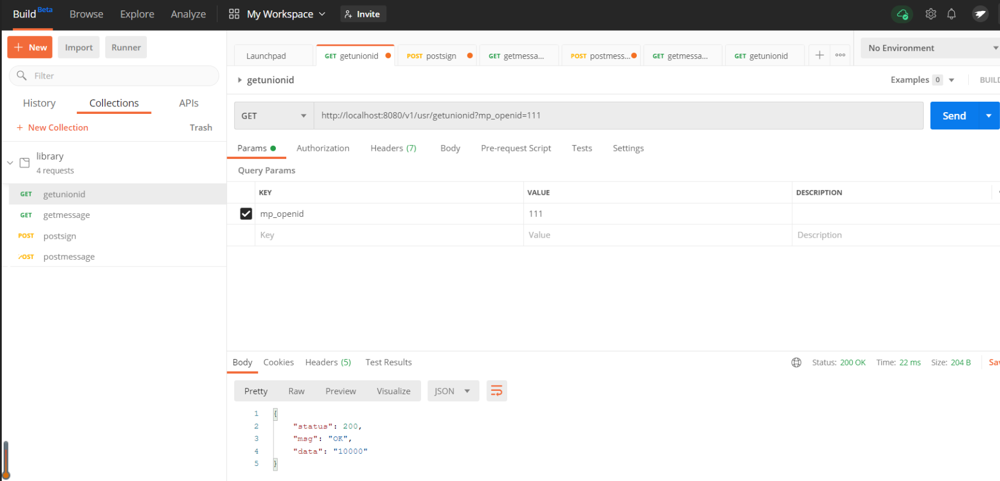 Build Beta Browse Explore Analyze My Workspace Invite
+ New Import Runner
Launchpad GET getunionid POST postsign GET getmessa... POST postmess... GET getmessa... GET getunionid + ooo No Environment
Filter
getunionid Examples 0
History Collections APIs
GET http://localhost:8080/v1/usr/getunionid?mp_openid=111 Send
+ New Collection Trash
Params Authorization Headers (7) Body Pre-request Script Tests Settings
library
4 requests
Query Params
KEY VALUE DESCRIPTION
GET getunionid
mp_openid 111
GET getmessage
Key Value Description
POST postsign
POST postmessage
Body Cookies Headers (5) Test Results Status: 200 OK Time: 22 ms Size: 204 B
Pretty Raw Preview Visualize JSON
1 {
2 "status": 200,
3 "msg": "OK",
4 "data": "10000"
5 }